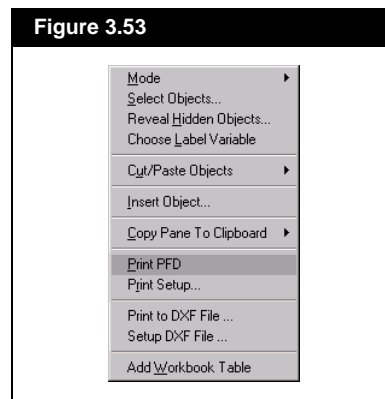 Figure 3.53
Mode
Select Objects...
Reveal Hidden Objects...
Choose Label Variable
Cut/Paste Objects
Insert Object...
Copy Pane To Clipboard
Print PFD
Print Setup...
Print to DXF File ...
Setup DXF File ...
Add Workbook Table